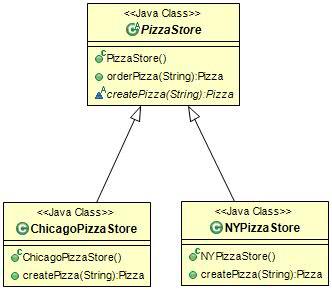 <<Java Class>>
PizzaStore
PizzaStore()
orderPizza(String):Pizza
createPizza(String):Pizza
<<Java Class>>
ChicagoPizzaStore
ChicagoPizzaStore()
createPizza(String):Pizza
<<Java Class>>
NYPizzaStore
NYPizzaStore()
createPizza(String):Pizza